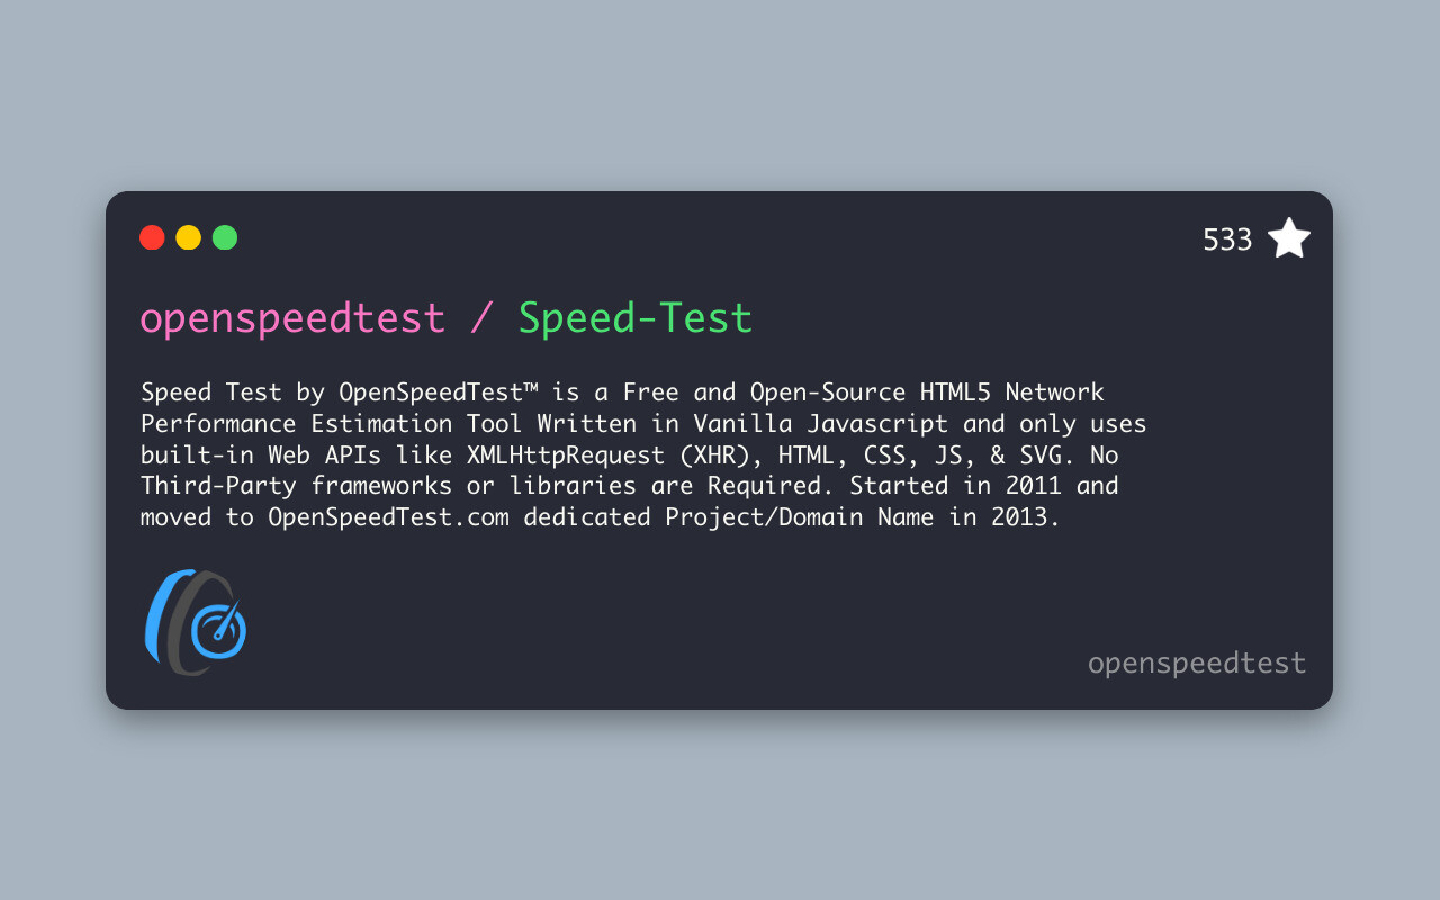 533
openspeedtest / Speed-Test
Speed Test by OpenSpeedTest™ is a Free and Open-Source HTML5 Network
Performance Estimation Tool Written in Vanilla Javascript and only uses
built-in Web APIs like XMLHttpRequest (XHR), HTML, CSS, JS, & SVG. No
Third-Party frameworks or libraries are Required. Started in 2011 and
moved to OpenSpeedTest.com dedicated Project/Domain Name in 2013.
openspeedtest